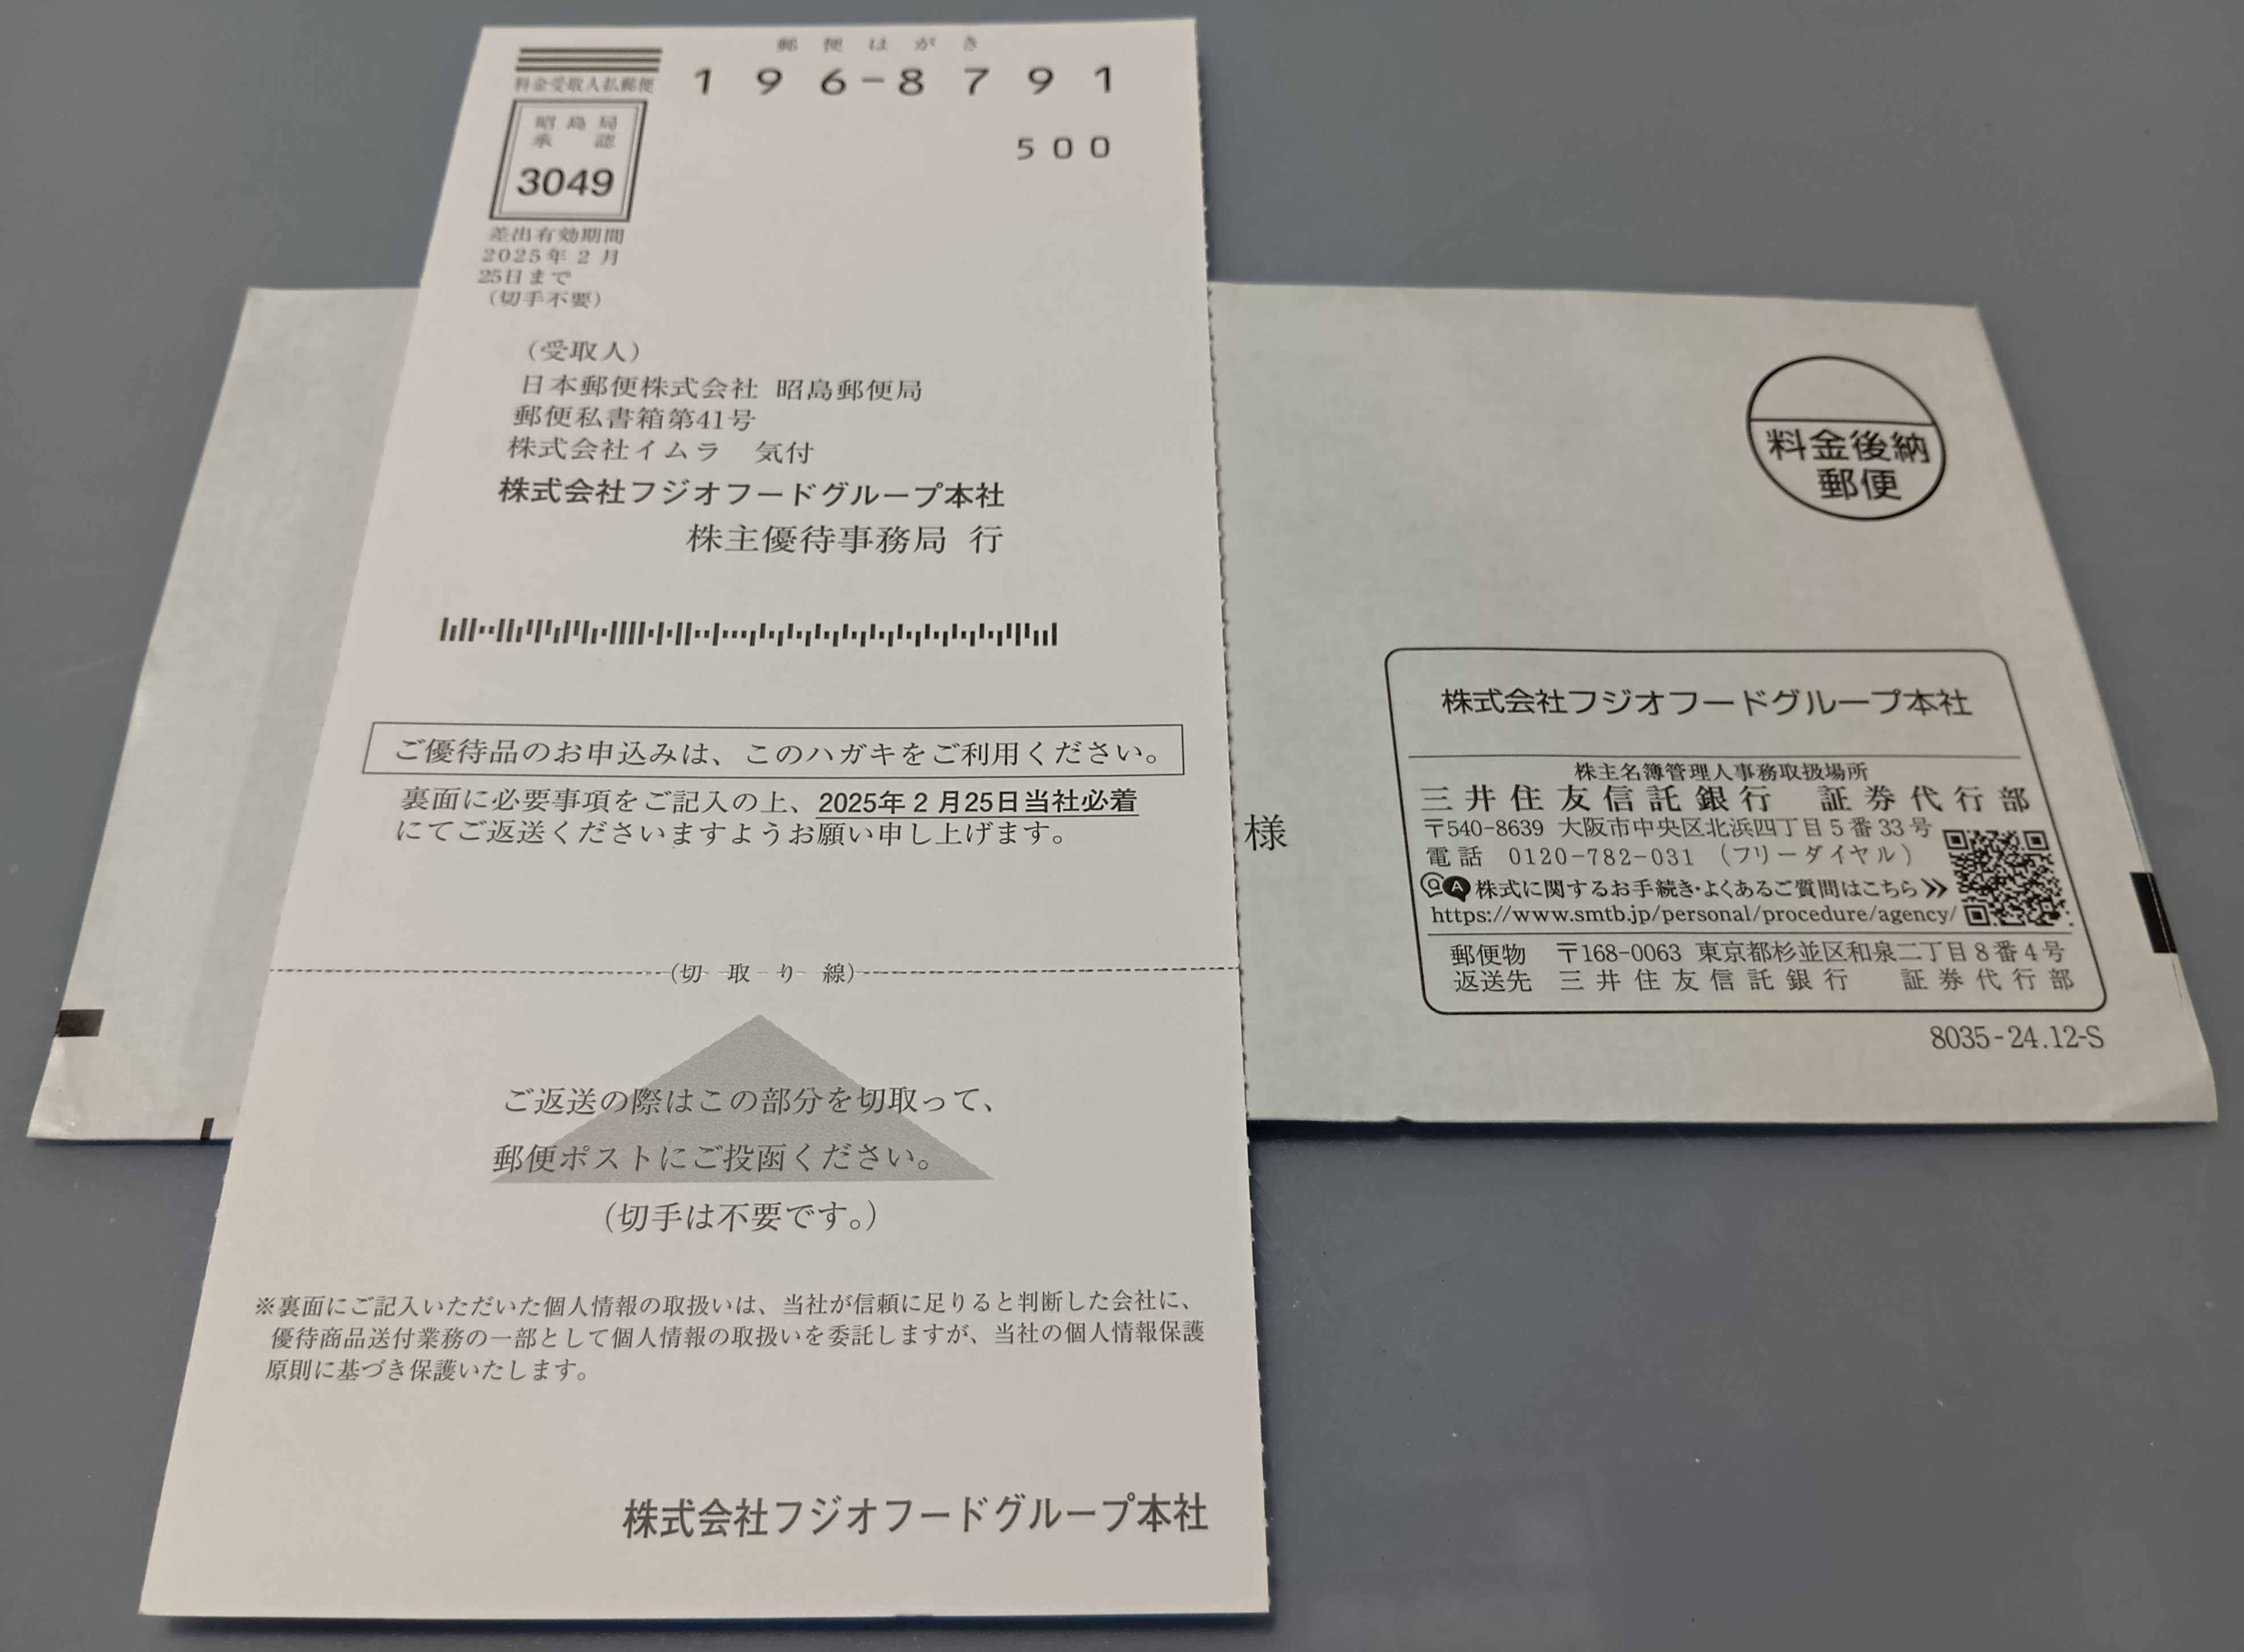 郵便はがき
料金受取人払郵便
196-8791
昭島局
承認
3049
500
差出有効期間
2025年2月
25日まで
(切手不要)
(受取人)
日本郵便株式会社 昭島郵便局
郵便私書箱第41号
株式会社イムラ 気付
株式会社フジオフードグループ本社
株主優待事務局 行
ご優待品のお申込みは、このハガキをご利用ください。
裏面に必要事項をご記入の上、2025年2月25日当社必着
にてご返送くださいますようお願い申し上げます。
(切取り線)
ご返送の際はこの部分を切取って、
郵便ポストにご投函ください。
(切手は不要です。)
※裏面にご記入いただいた個人情報の取扱いは、当社が信頼に足りると判断した会社に、
優待商品送付業務の一部として個人情報の取扱いを委託しますが、当社の個人情報保護
原則に基づき保護いたします。
株式会社フジオフードグループ本社
様
料金後納
郵便
株式会社フジオフードグループ本社
株主名簿管理人事務取扱場所
三井住友信託銀行 証券代行部
〒540-8639 大阪市中央区北浜四丁目5番33号
電話 0120-782-031 (フリーダイヤル)
QA 株式に関するお手続き・よくあるご質問はこちら≫
https://www.smtb.jp/personal/procedure/agency/
郵便物 〒168-0063 東京都杉並区和泉二丁目8番4号
返送先 三井住友信託銀行 証券代行部
8035-24.12-S